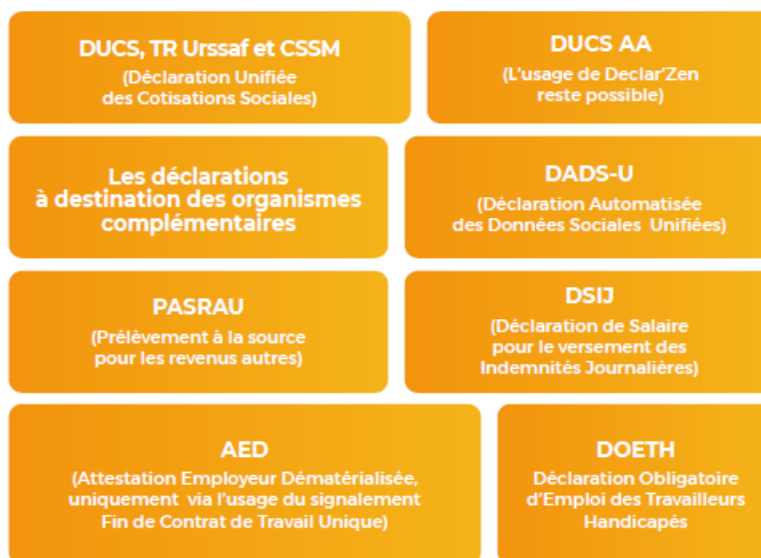 DUCS, TR Urssaf et CSSM
(Déclaration Unifiée
des Cotisations Sociales)
DUCS AA
(L'usage de Declar'Zen
reste possible)
Les déclarations
à destination des organismes
complémentaires
DADS-U
(Déclaration Automatisée
des Données Sociales Unifiées)
PASRAU
(Prélèvement à la source
pour les revenus autres)
DSIJ
(Déclaration de Salaire
pour le versement des
Indemnités Journalières)
AED
(Attestation Employeur Dématérialisée,
uniquement via l'usage du signalement
Fin de Contrat de Travail Unique)
DOETH
Déclaration Obligatoire
d'Emploi des Travailleurs
Handicapés